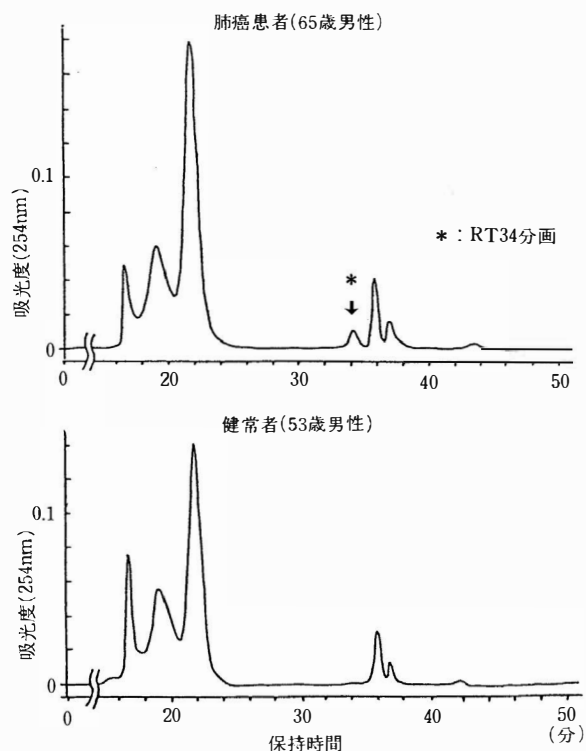 肺癌患者(65歳男性)
吸光度(254nm)
0.1
0
*:RT34分画
*
0 20 30 40 50
健常者(53歳男性)
吸光度(254nm)
0.1
0
0 20 30 40 50
(分)
保持時間